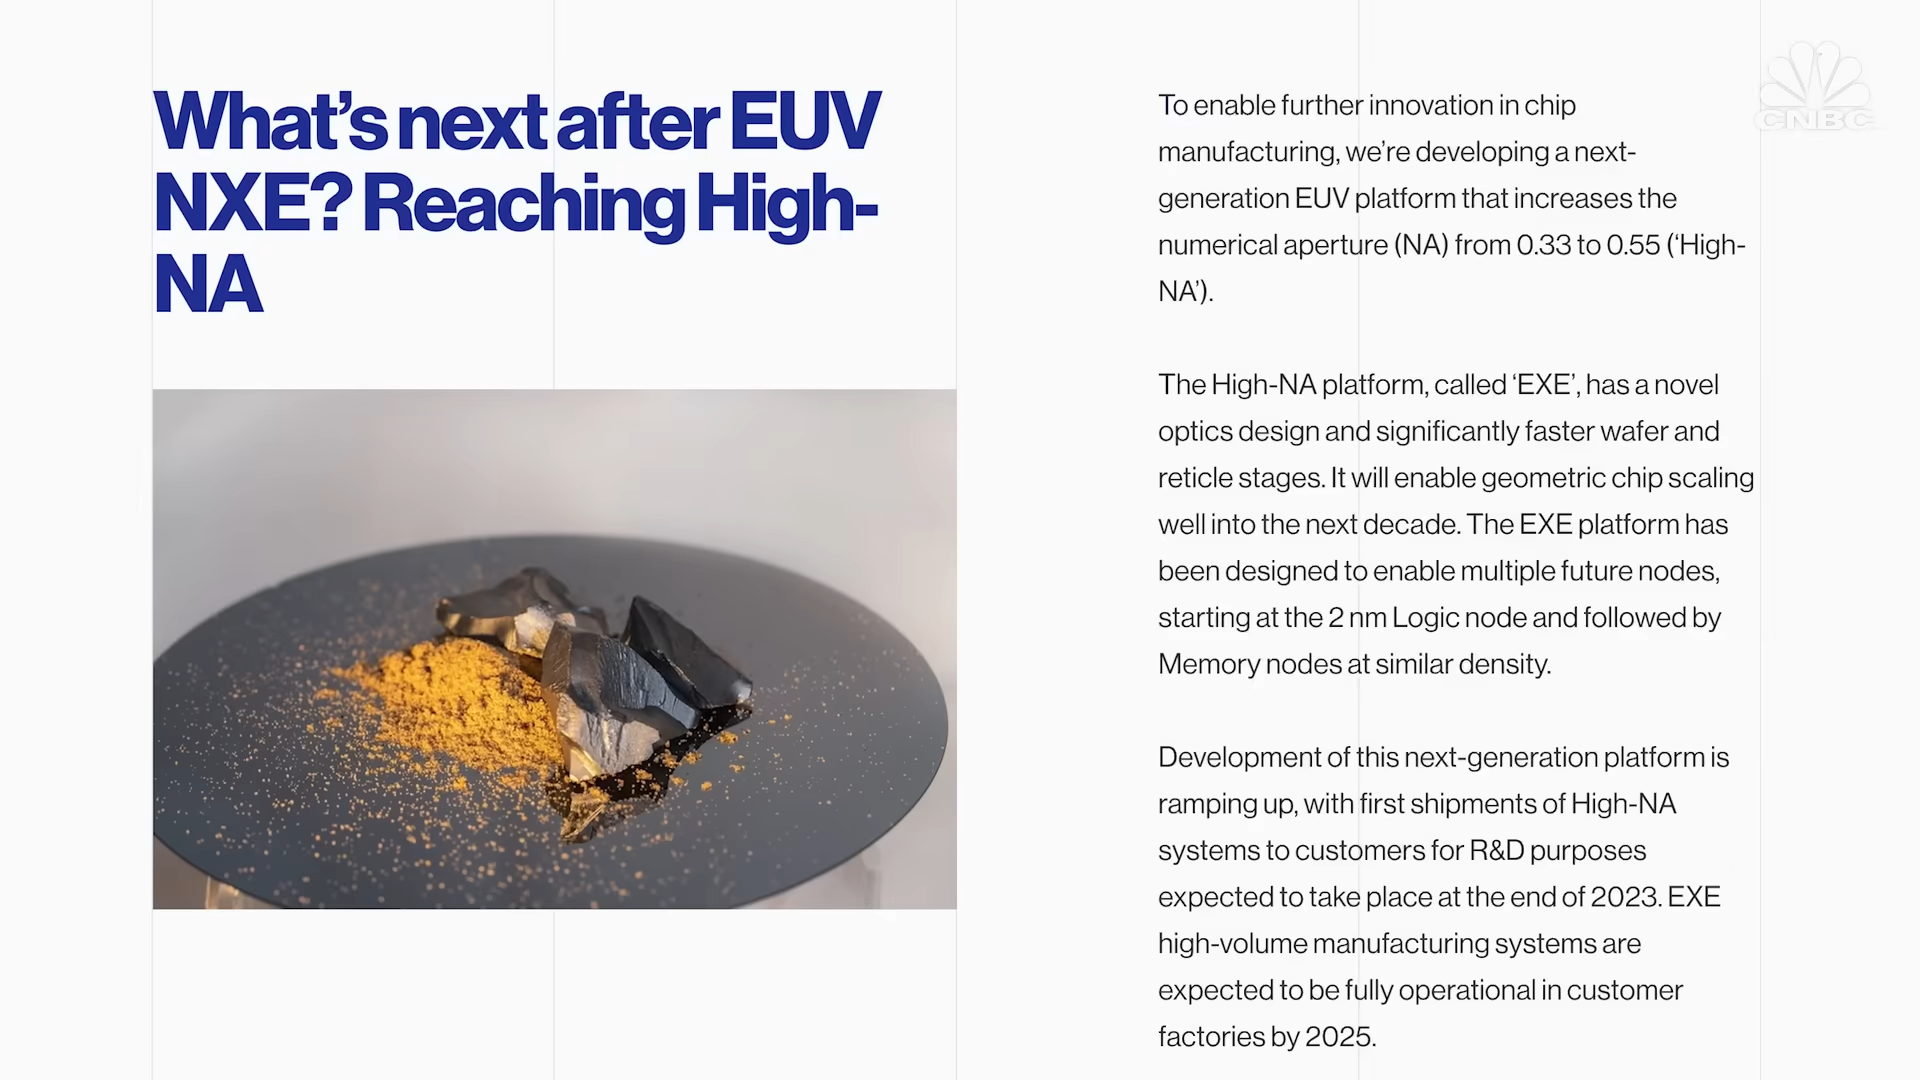 What’s next after EUV
NXE? Reaching High-
NA
To enable further innovation in chip
manufacturing, we’re developing a next-
generation EUV platform that increases the
numerical aperture (NA) from 0.33 to 0.55 (‘High-
NA’).
The High-NA platform, called ‘EXE’, has a novel
optics design and significantly faster wafer and
reticle stages. It will enable geometric chip scaling
well into the next decade. The EXE platform has
been designed to enable multiple future nodes,
starting at the 2 nm Logic node and followed by
Memory nodes at similar density.
Development of this next-generation platform is
ramping up, with first shipments of High-NA
systems to customers for R&D purposes
expected to take place at the end of 2023. EXE
high-volume manufacturing systems are
expected to be fully operational in customer
factories by 2025.
CNBC